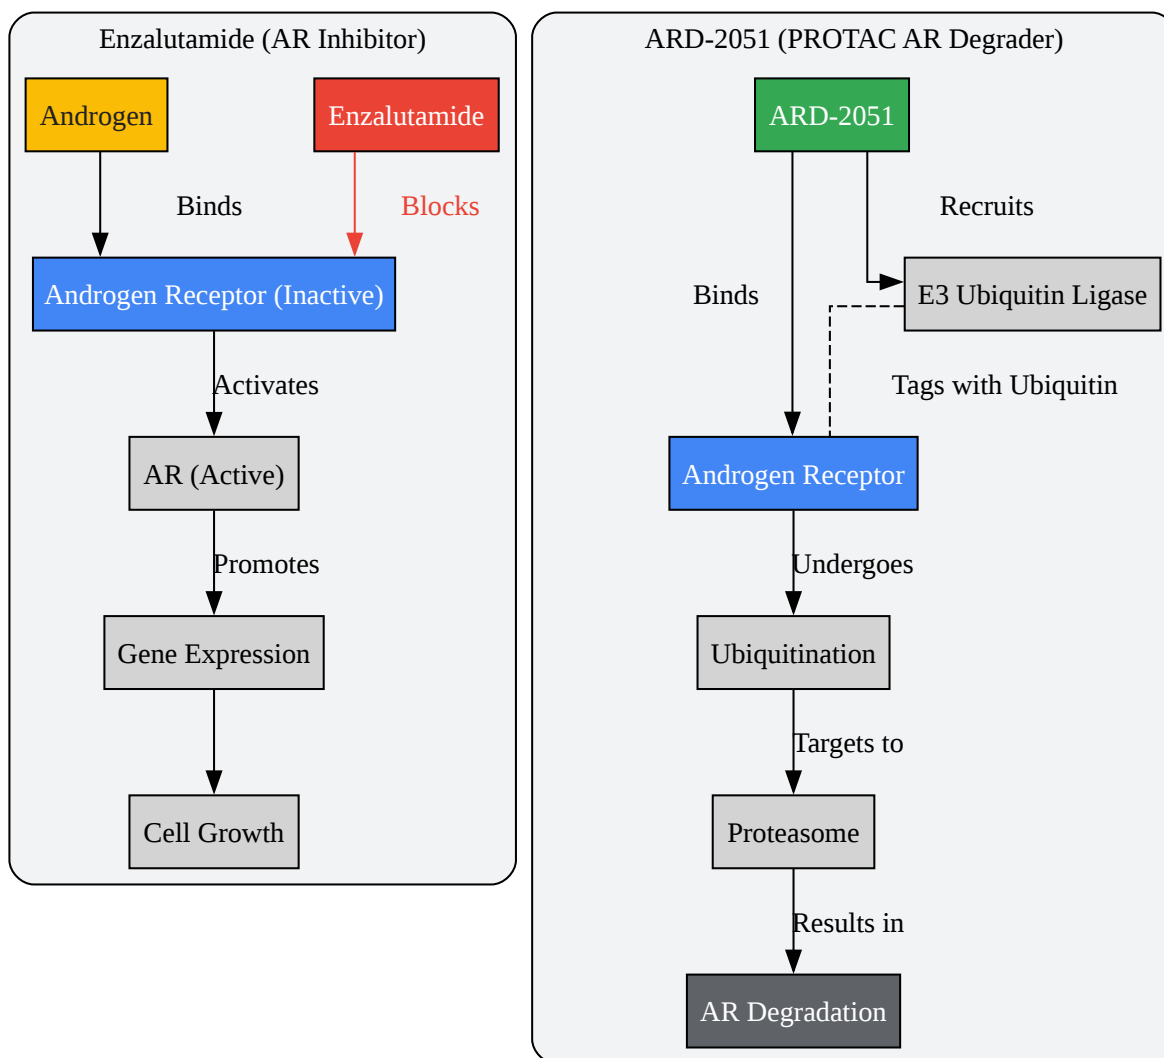 Enzalutamide (AR Inhibitor)
Androgen
Enzalutamide
Binds
Blocks
Androgen Receptor (Inactive)
Activates
AR (Active)
Promotes
Gene Expression
Cell Growth
ARD-2051 (PROTAC AR Degrader)
ARD-2051
Recruits
Binds
E3 Ubiquitin Ligase
Tags with Ubiquitin
Androgen Receptor
Undergoes
Ubiquitination
Targets to
Proteasome
Results in
AR Degradation